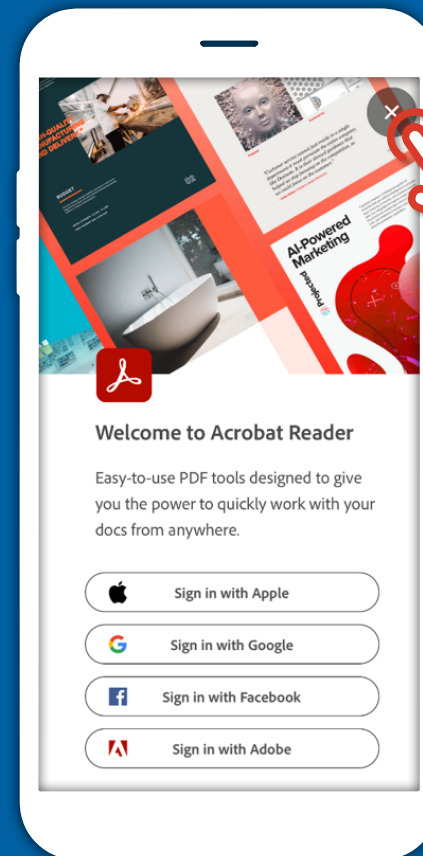 BUDGET
AI-Powered
Marketing
Projected
Welcome to Acrobat Reader
Easy-to-use PDF tools designed to give
you the power to quickly work with your
docs from anywhere.
Sign in with Apple
Sign in with Google
Sign in with Facebook
Sign in with Adobe